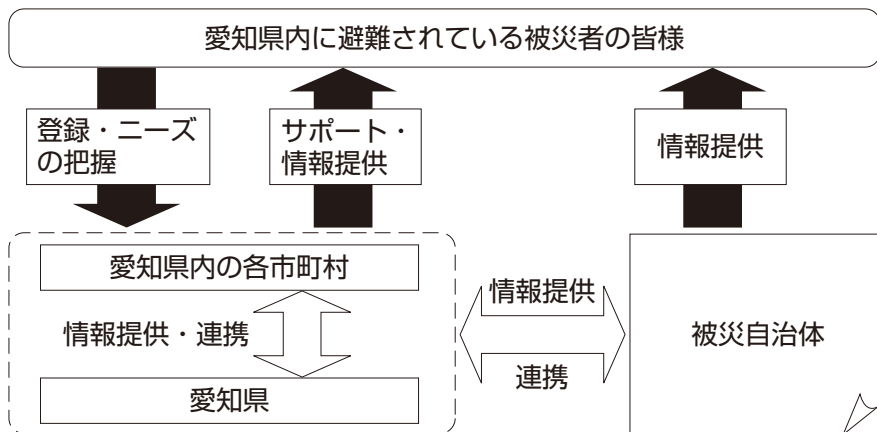 愛知県内に避難されている被災者の皆様
登録・ニーズ
の把握
サポート・
情報提供
情報提供
愛知県内の各市町村
情報提供・連携
愛知県
情報提供
連携
被災自治体